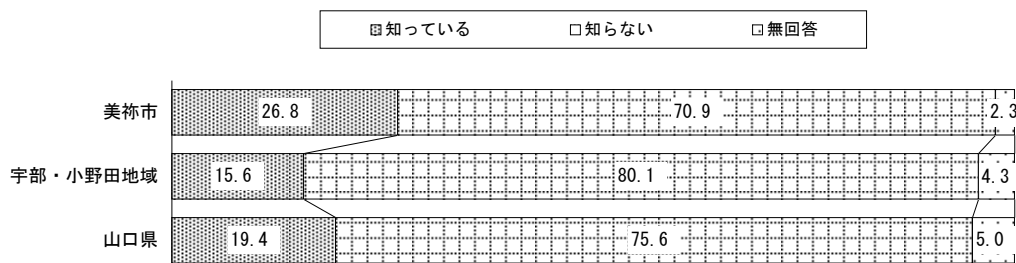 知っている 知らない 無回答
美祢市 26.8 70.9 2.3
宇部・小野田地域 15.6 80.1 4.3
山口県 19.4 75.6 5.0